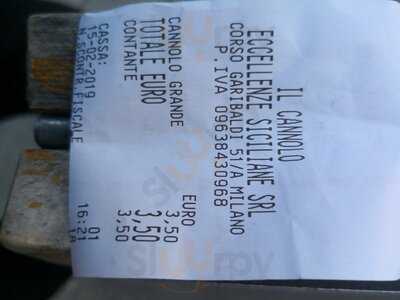 IL CANNOLO
ECCELLENZE SICILIANE SRL
CORSO GARIBALDI 51/A MILANO
P.IVA 09638430968
EURO
CANNOLO GRANDE 3,50
TOTALE EURO 3,50
CONTANTE 3,50
CASSA: 01
15-02-2019 16:21
N.SCONTR.FISCALE